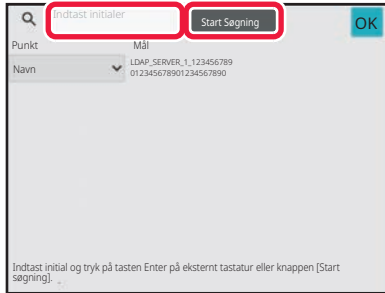 Indtast initialer
Start Søgning
OK
Punkt
Mål
Navn
LDAP_SERVER_1_123456789
012345678901234567890
Indtast initial og tryk på tasten Enter på eksternt tastatur eller knappen [Start
søgning].